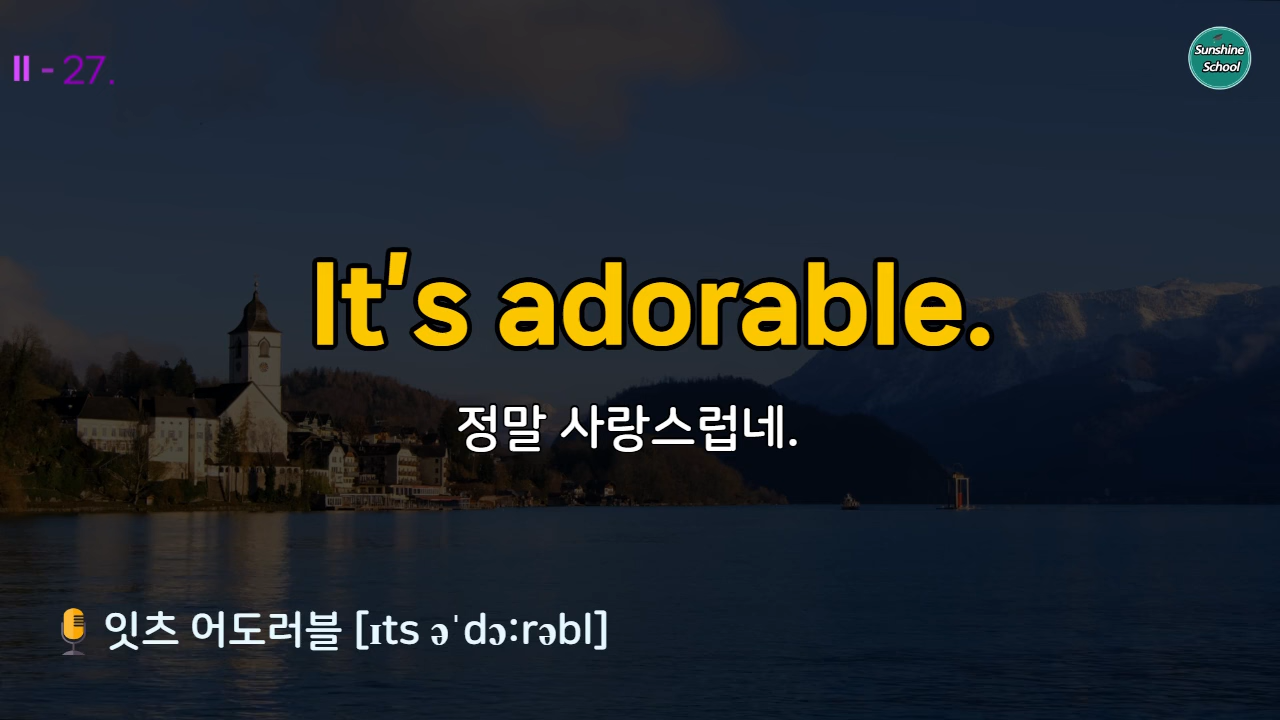 II - 27.
Sunshine
School
It's adorable.
정말 사랑스럽네.
잇츠 어도러블 [ɪts əˈdɔːrəbl]